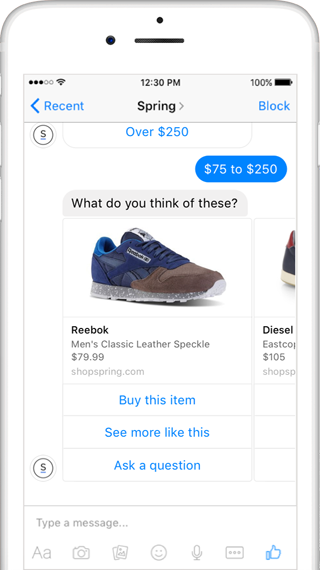 12:30 PM
100%
Recent
Spring
Block
Over $250
S
$75 to $250
What do you think of these?
Reebok
Men's Classic Leather Speckle
$79.99
shopspring.com
Buy this item
See more like this
Ask a question
Diesel
Eastcop
$105
shopspring
S
Type a message...
Aa